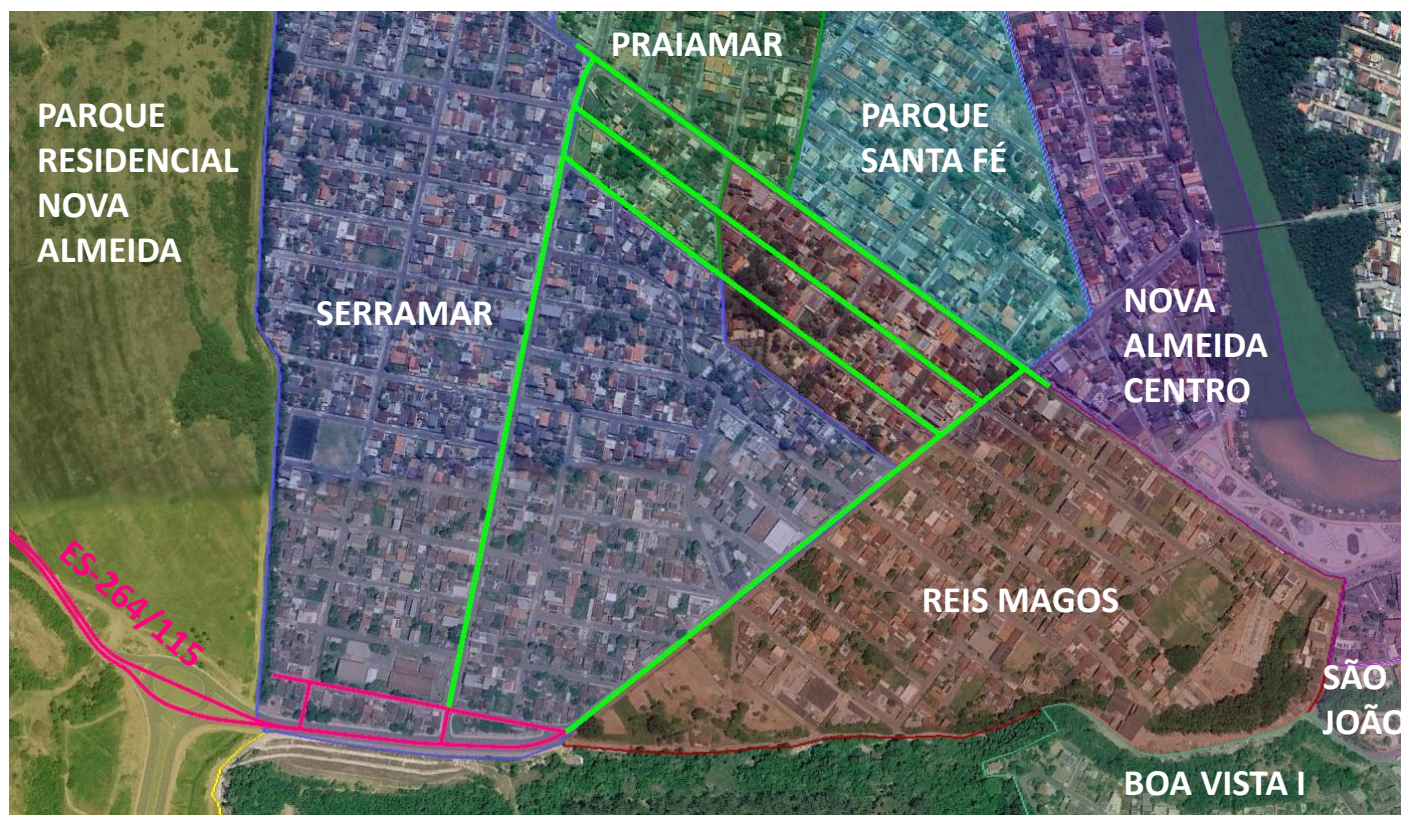 PRAIAMAR
PARQUE
RESIDENCIAL
NOVA
ALMEIDA
PARQUE
SANTA FÉ
SERRAMAR
NOVA
ALMEIDA
CENTRO
ES-264/115
REIS MAGOS
SÃO
JOÃO
BOA VISTA I